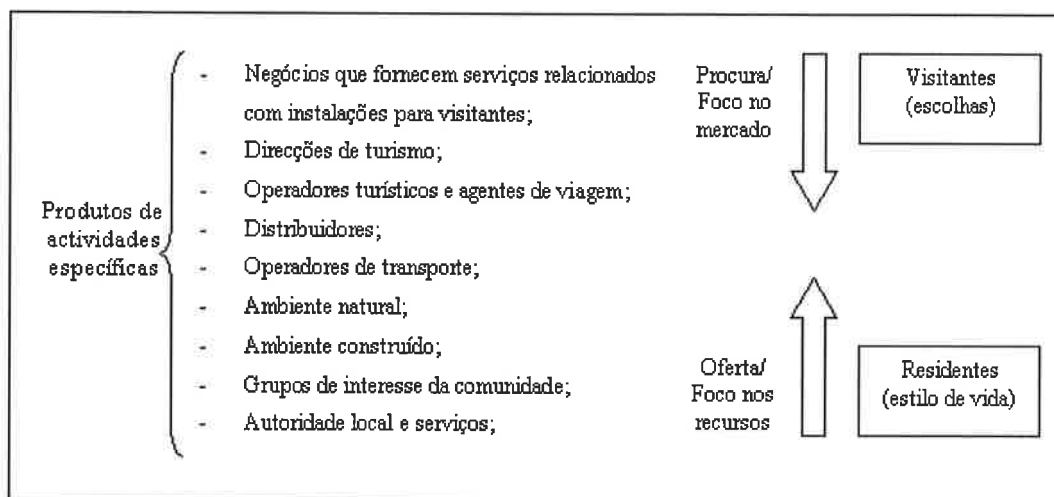 Produtos de
actividades
específicas
- Negócios que fornecem serviços relacionados
com instalações para visitantes;
- Direcções de turismo;
- Operadores turísticos e agentes de viagem;
- Distribuidores;
- Operadores de transporte;
- Ambiente natural;
- Ambiente construído;
- Grupos de interesse da comunidade;
- Autoridade local e serviços;
Procura/
Foco no
mercado
Visitantes
(escolhas)
Oferta/
Foco nos
recursos
Residentes
(estilo de vida)